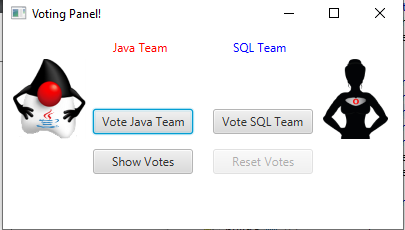 Voting Panel!
Java Team SQL Team
Vote Java Team Vote SQL Team
Show Votes Reset Votes